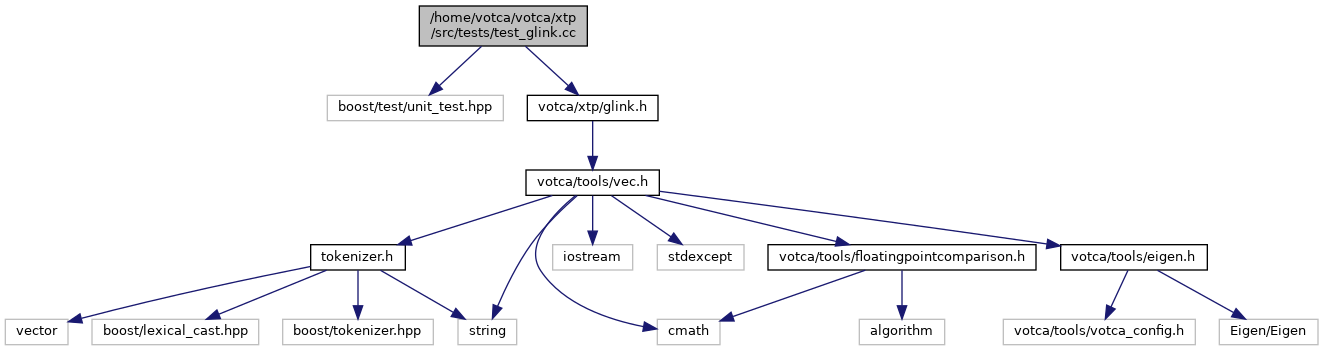 /home/votca/votca/xtp
/src/tests/test_glink.cc
boost/test/unit_test.hpp
votca/xtp/glink.h
votca/tools/vec.h
tokenizer.h
iostream
stdexcept
votca/tools/floatingpointcomparison.h
votca/tools/eigen.h
vector
boost/lexical_cast.hpp
boost/tokenizer.hpp
string
cmath
algorithm
votca/tools/votca_config.h
Eigen/Eigen